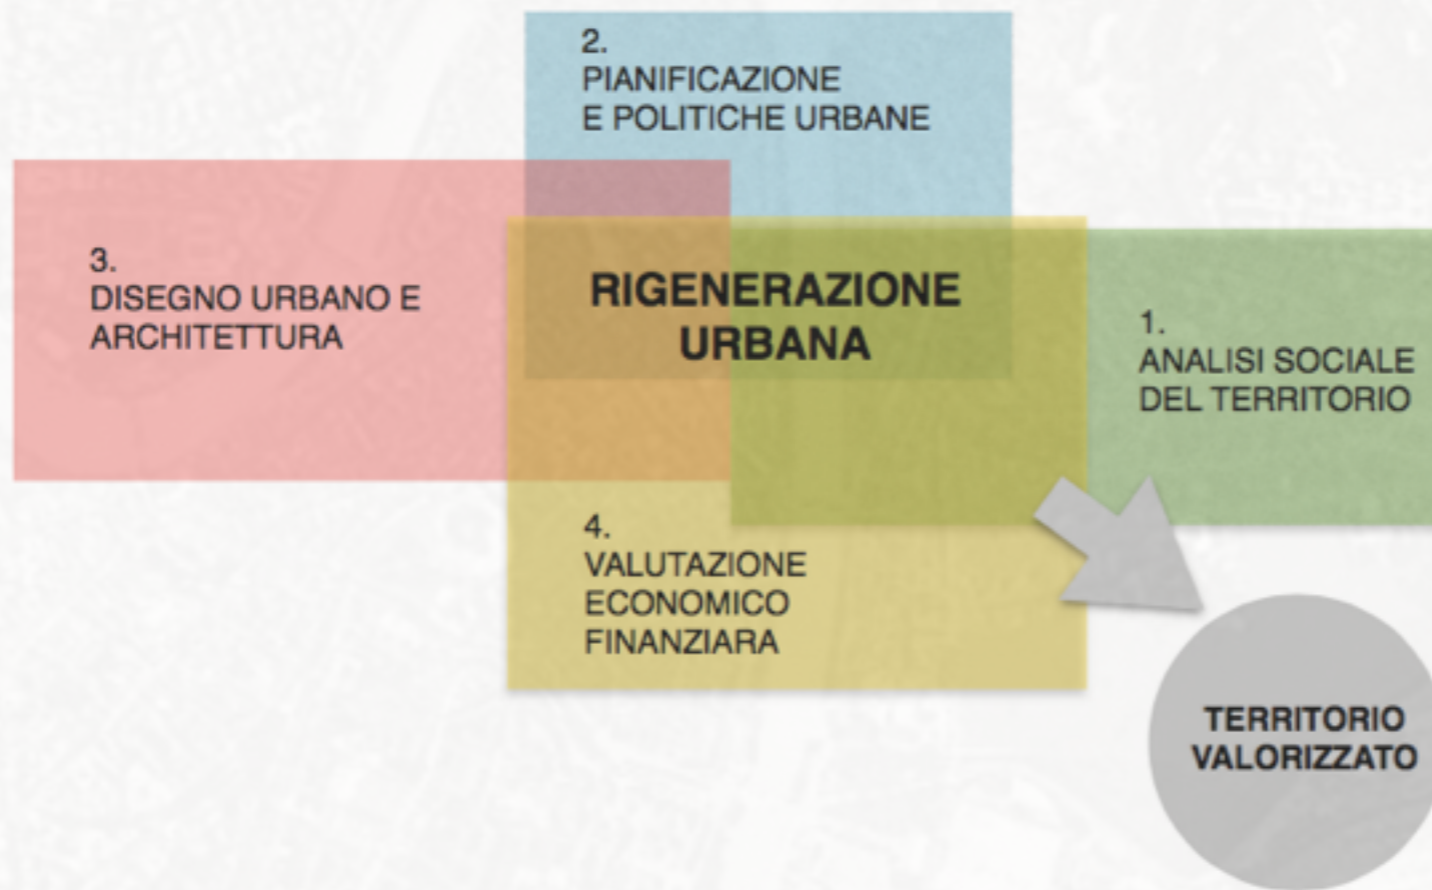 2.
PIANIFICAZIONE
E POLITICHE URBANE
3.
DISEGNO URBANO E
ARCHITETTURA
RIGENERAZIONE
URBANA
1.
ANALISI SOCIALE
DEL TERRITORIO
4.
VALUTAZIONE
ECONOMICO
FINANZIARA
TERRITORIO
VALORIZZATO